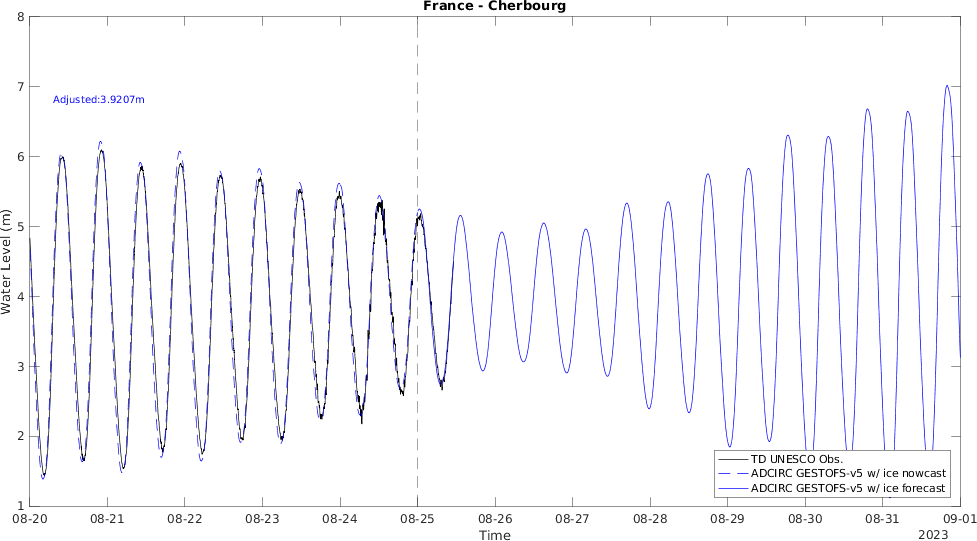 France - Cherbourg
8
7
Adjusted:3.9207m
6
5
Water Level (m)
4
3
2
1
TD UNESCO Obs.
ADCIRC GESTOFS-v5 w/ ice nowcast
ADCIRC GESTOFS-v5 w/ ice forecast
08-20 08-21 08-22 08-23 08-24 08-25 08-26 08-27 08-28 08-29 08-30 08-31 09-01
Time
2023